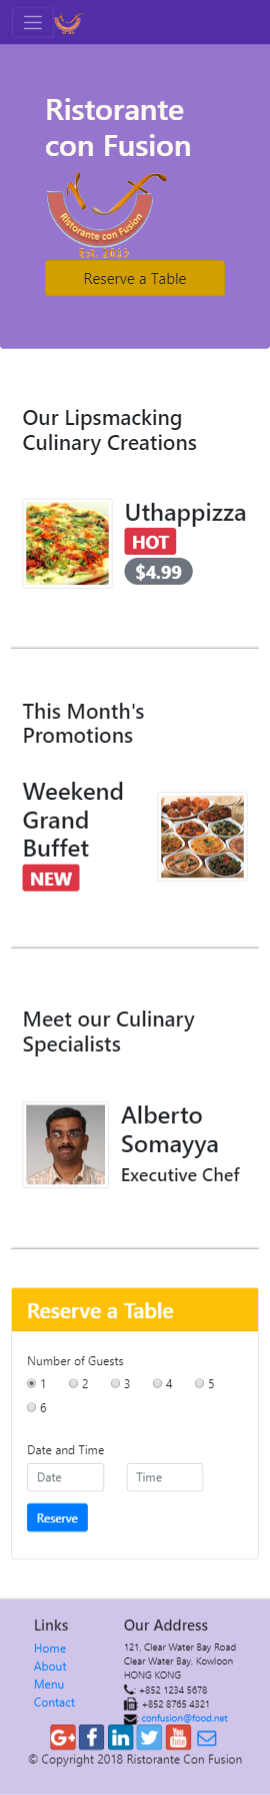 Ristorante
con Fusion
Ristorante con Fusion
Reserve a Table
Our Lipsmacking
Culinary Creations
Uthappizza
HOT
$4.99
This Month's
Promotions
Weekend
Grand
Buffet
NEW
Meet our Culinary
Specialists
Alberto
Somayya
Executive Chef
Reserve a Table
Number of Guests
1 2 3 4 5
6
Date and Time
Date Time
Reserve
Links
Home
About
Menu
Contact
Our Address
121, Clear Water Bay Road
Clear Water Bay, Kowloon
HONG KONG
: +852 1234 5678
: +852 8765 4321
: confusion@food.net
© Copyright 2018 Ristorante Con Fusion